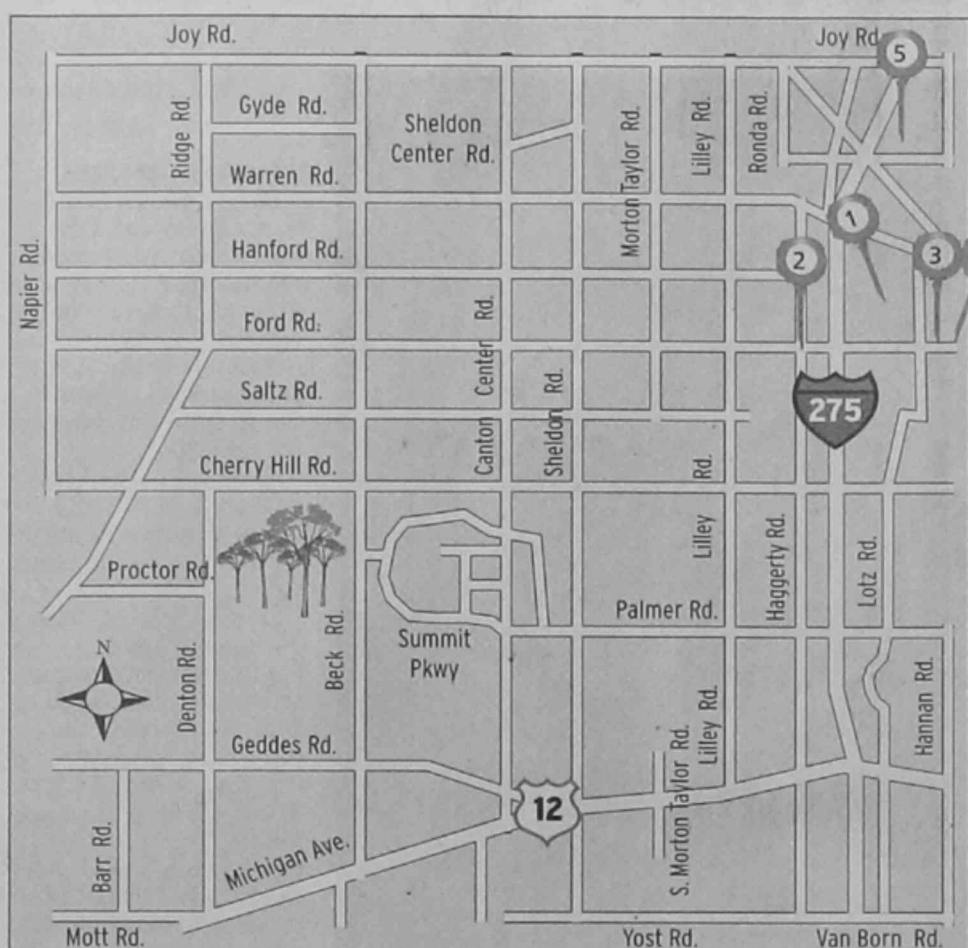 Joy Rd.
Joy Rd.
5
Ridge Rd.
Gyde Rd.
Sheldon
Center Rd.
Morton Taylor Rd.
Lilley Rd.
Ronda Rd.
Warren Rd.
Napier Rd.
Hanford Rd.
1
2
3
Ford Rd.
Canton Center Rd.
Sheldon Rd.
Saltz Rd.
275
Cherry Hill Rd.
Lilley Rd.
Haggerty Rd.
Lotz Rd.
Proctor Rd.
Palmer Rd.
Beck Rd.
Summit
Pkwy
N
Denton Rd.
Hannan Rd.
Geddes Rd.
S. Morton Taylor Rd.
Lilley Rd.
12
Barr Rd.
Michigan Ave.
Mott Rd.
Yost Rd.
Van Born Rd.